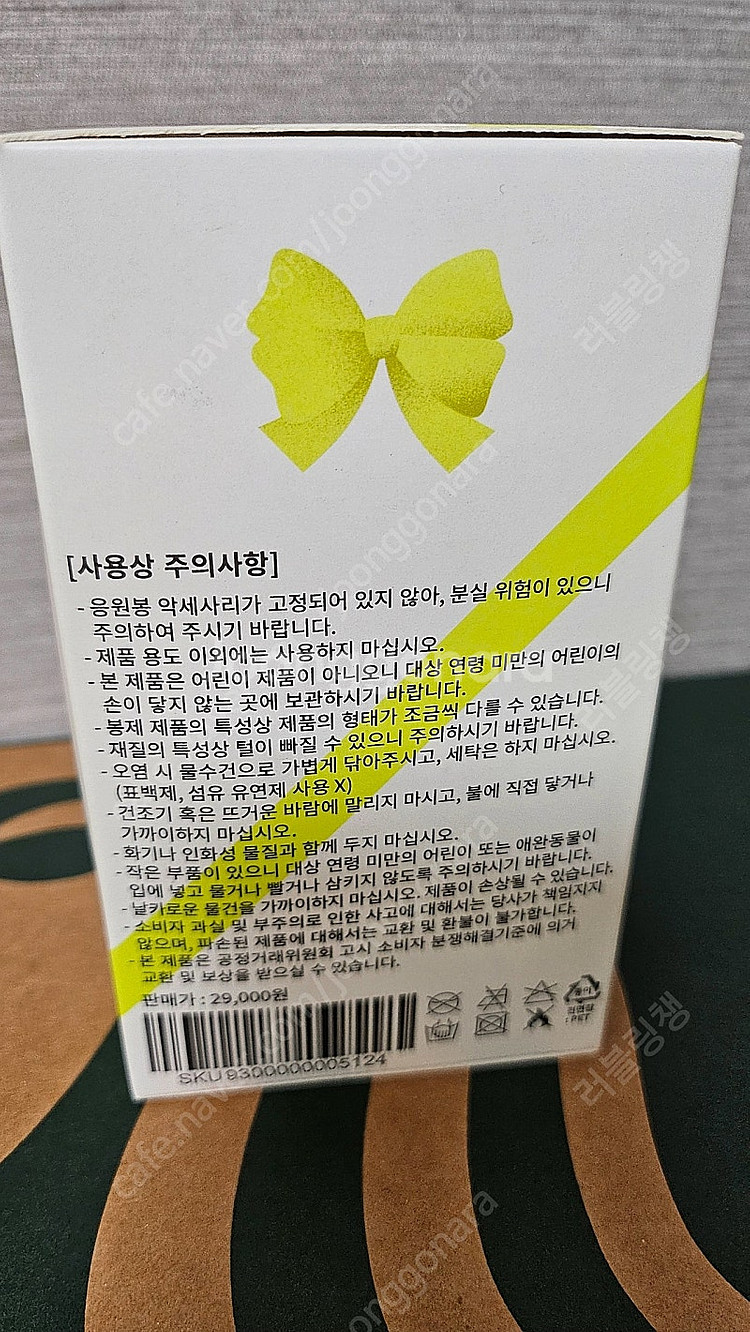 [사용상 주의사항]
- 응원봉 악세사리가 고정되어 있지 않아, 분실 위험이 있으니
주의하여 주시기 바랍니다.
- 제품 용도 이외에는 사용하지 마십시오.
- 본 제품은 어린이 제품이 아니오니 대상 연령 미만의 어린이의
손이 닿지 않는 곳에 보관하시기 바랍니다.
- 봉제 제품의 특성상 제품의 형태가 조금씩 다를 수 있습니다.
- 재질의 특성상 털이 빠질 수 있으니 주의하시기 바랍니다.
- 오염 시 물수건으로 가볍게 닦아주시고, 세탁은 하지 마십시오.
(표백제, 섬유 유연제 사용 X)
- 건조기 혹은 뜨거운 바람에 말리지 마시고, 불에 직접 닿거나
가까이하지 마십시오.
- 화기나 인화성 물질과 함께 두지 마십시오.
- 작은 부품이 있으니 대상 연령 미만의 어린이 또는 애완동물이
입에 넣고 물거나 빨거나 삼키지 않도록 주의하시기 바랍니다.
- 날카로운 물건을 가까이하지 마십시오. 제품이 손상될 수 있습니다.
- 소비자 과실 및 부주의로 인한 사고에 대해서는 당사가 책임지지
않으며, 파손된 제품에 대해서는 교환 및 환불이 불가합니다.
- 본 제품은 공정거래위원회 고시 소비자 분쟁해결기준에 의거
교환 및 보상을 받으실 수 있습니다.
판매가 : 29,000원
SKU9300000005124
종이
: PET
cafe.naver.com/joonggonara
러블링챙
러블링챙
러블링챙